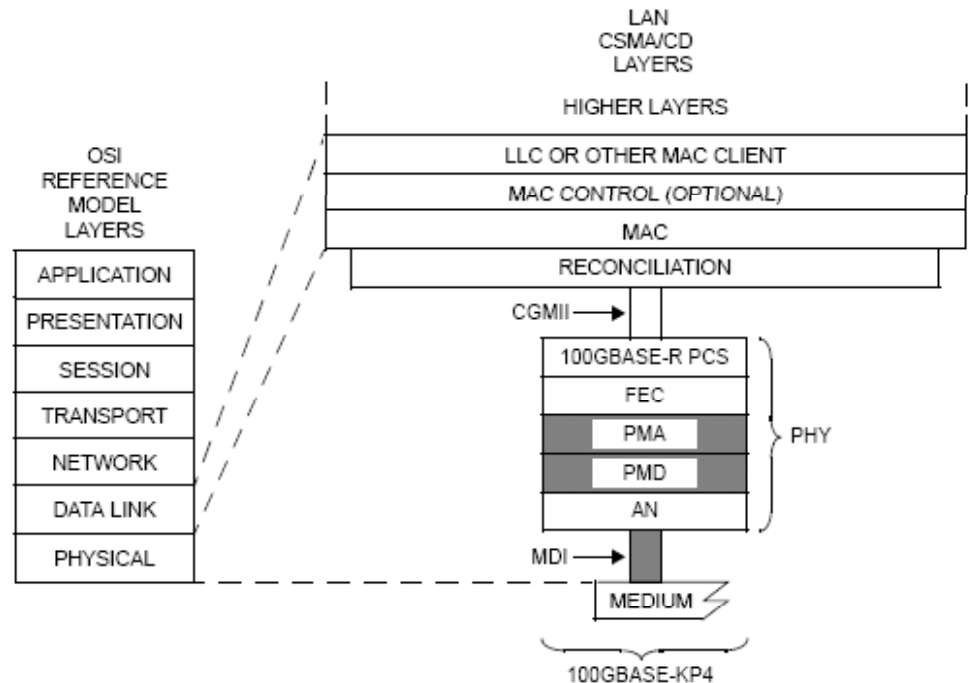 LAN
CSMA/CD
LAYERS
HIGHER LAYERS
LLC OR OTHER MAC CLIENT
MAC CONTROL (OPTIONAL)
MAC
RECONCILIATION
OSI
REFERENCE
MODEL
LAYERS
APPLICATION
PRESENTATION
SESSION
TRANSPORT
NETWORK
DATA LINK
PHYSICAL
CGMII
100GBASE-R PCS
FEC
PMA
PMD
AN
PHY
MDI
MEDIUM
100GBASE-KP4